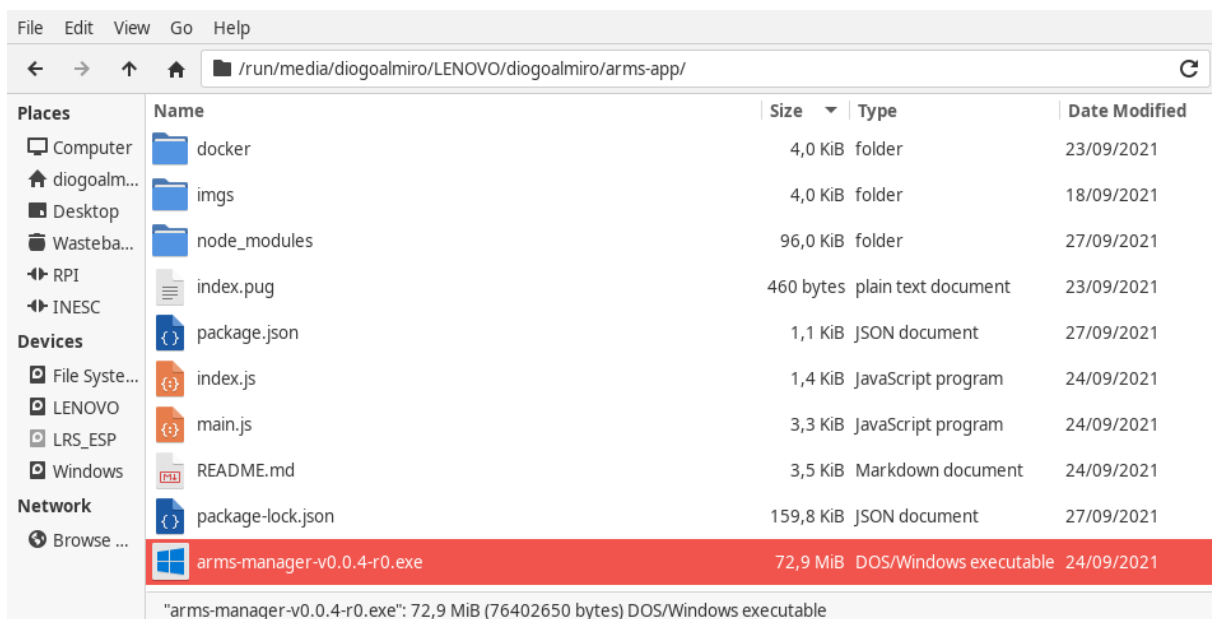 File Edit View Go Help
/run/media/diogoalmiro/LENOVO/diogoalmiro/arms-app/
Places
Computer
diogoalm...
Desktop
Wasteba...
RPI
INESC
Devices
File Syste...
LENOVO
LRS_ESP
Windows
Network
Browse ...
Name Size Type Date Modified
docker 4,0 KiB folder 23/09/2021
imgs 4,0 KiB folder 18/09/2021
node_modules 96,0 KiB folder 27/09/2021
index.pug 460 bytes plain text document 23/09/2021
{} package.json 1,1 KiB JSON document 27/09/2021
{:} index.js 1,4 KiB JavaScript program 24/09/2021
{:} main.js 3,3 KiB JavaScript program 24/09/2021
M↓ README.md 3,5 KiB Markdown document 24/09/2021
{} package-lock.json 159,8 KiB JSON document 27/09/2021
arms-manager-v0.0.4-r0.exe 72,9 MiB DOS/Windows executable 24/09/2021
"arms-manager-v0.0.4-r0.exe": 72,9 MiB (76402650 bytes) DOS/Windows executable